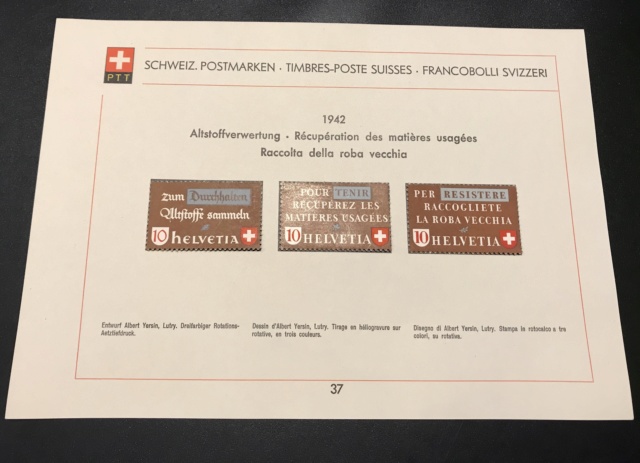 PTT
SCHWEIZ. POSTMARKEN · TIMBRES-POSTE SUISSES · FRANCOBOLLI SVIZZERI
1942
Altstoffverwertung · Récupération des matières usagées
Raccolta della roba vecchia
Zum Durchhalten
Altstoffe sammeln
10 HELVETIA
POUR TENIR
RÉCUPÉREZ LES
MATIÈRES USAGÉES
10 HELVETIA
PER RESISTERE
RACCOGLIETE
LA ROBA VECCHIA
10 HELVETIA
Entwurf Albert Yersin, Lutry. Dreifarbiger Rotations-
Aetztiefdruck.
Dessin d'Albert Yersin, Lutry. Tirage en héliogravure sur
rotative, en trois couleurs.
Disegno di Albert Yersin, Lutry. Stampa in rotocalco a tre
colori, su rotativa.
37